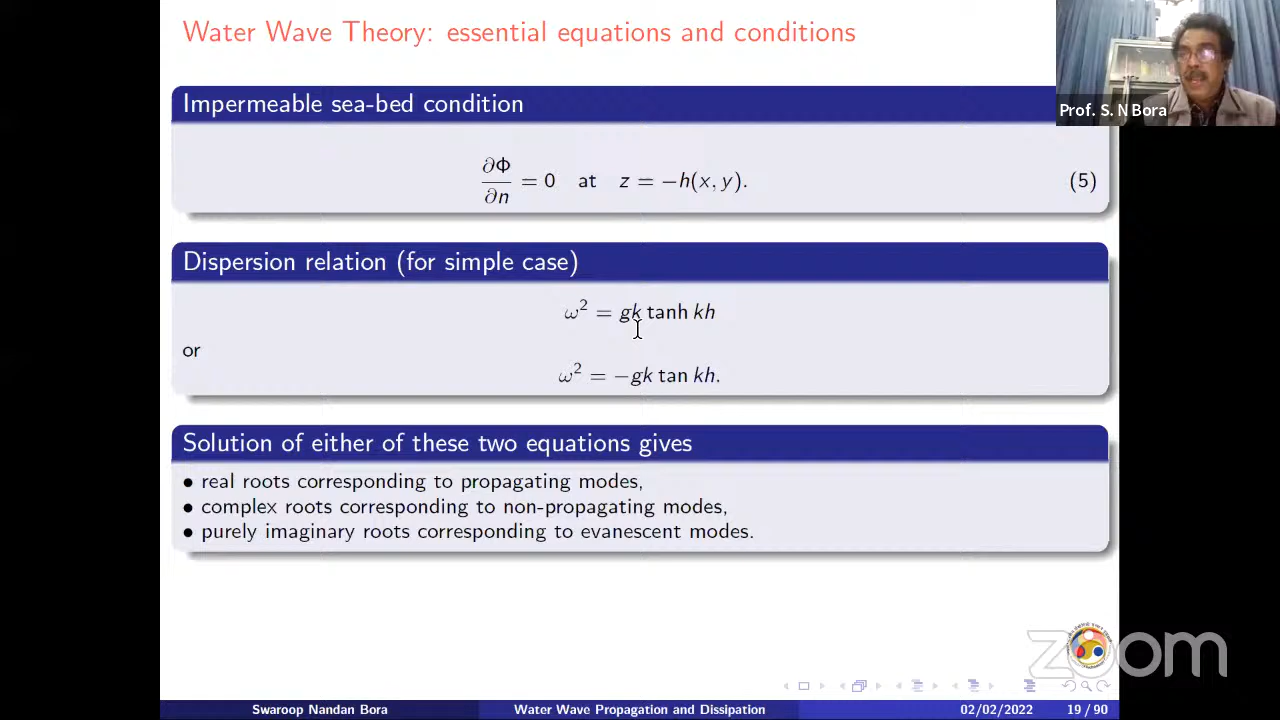 Water Wave Theory: essential equations and conditions
Prof. S. N Bora
Impermeable sea-bed condition
∂Φ/∂n = 0 at z = −h(x, y). (5)
Dispersion relation (for simple case)
ω² = gk tanh kh
or
ω² = −gk tan kh.
Solution of either of these two equations gives
• real roots corresponding to propagating modes,
• complex roots corresponding to non-propagating modes,
• purely imaginary roots corresponding to evanescent modes.
zoom
Swaroop Nandan Bora Water Wave Propagation and Dissipation 02/02/2022 19 / 90